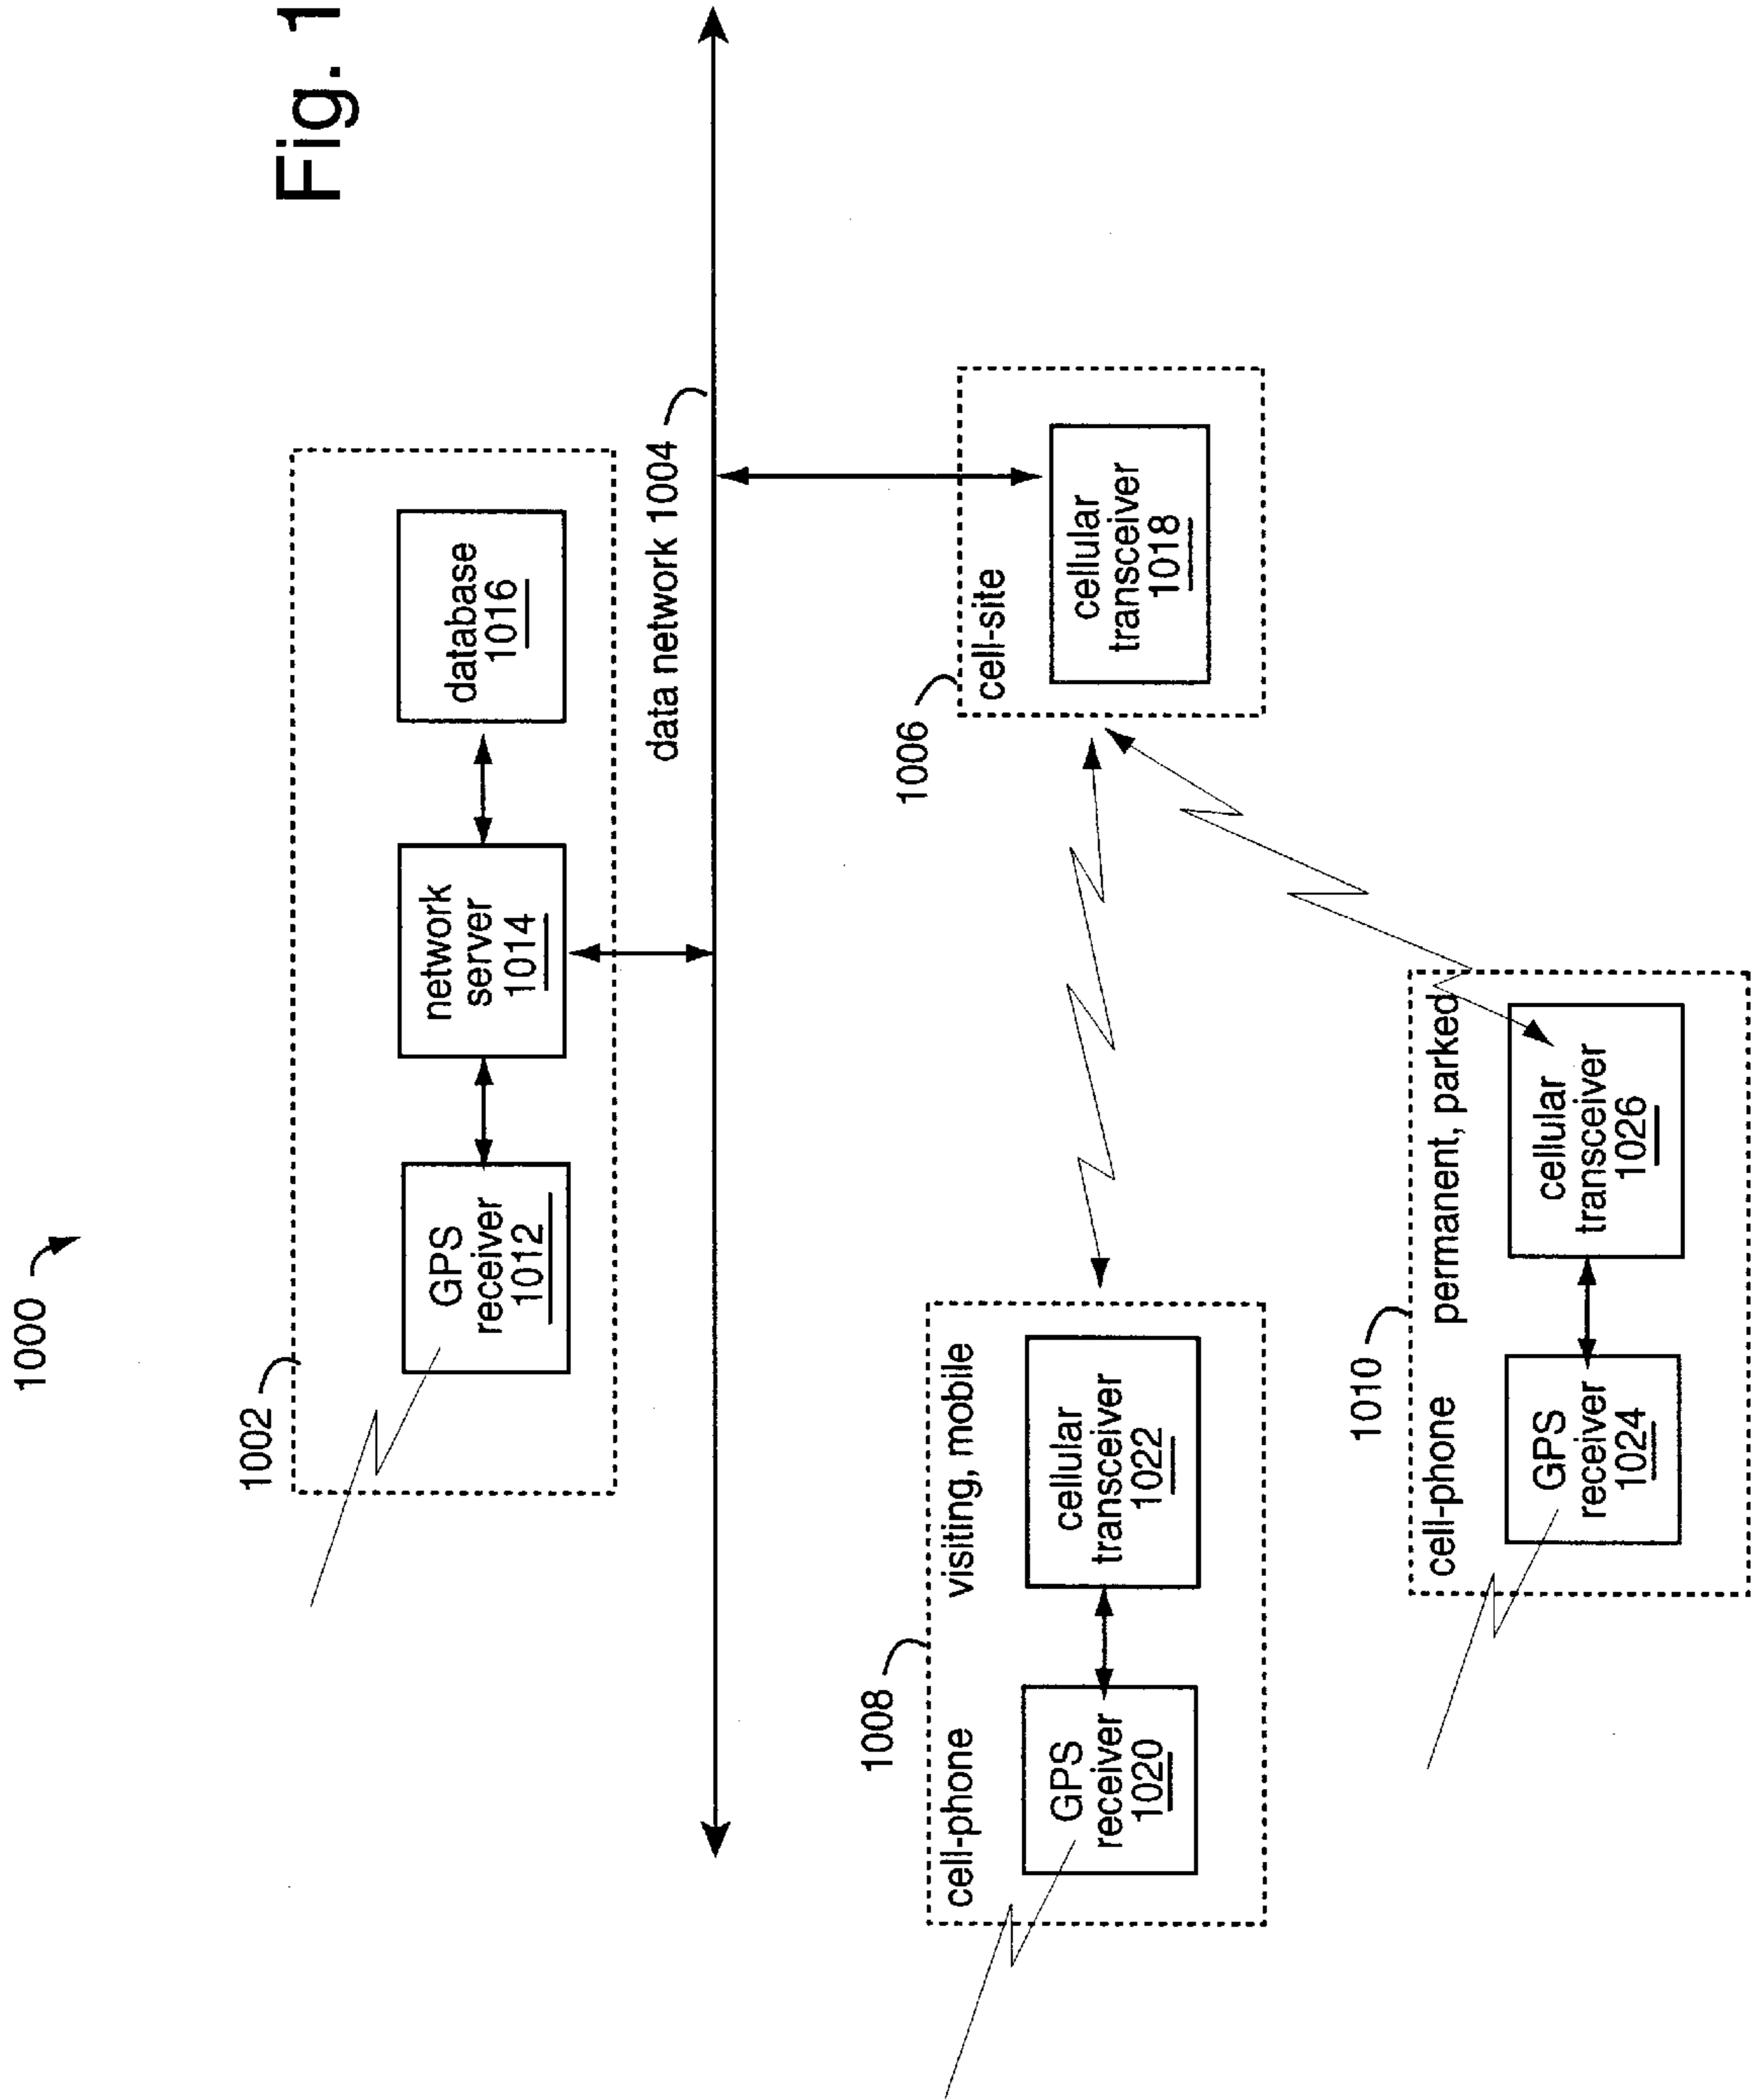 Fig. 1
1000
1002
GPS
receiver
1012
network
server
1014
database
1016
data network 1004
1006
cell-site
cellular
transceiver
1018
1008
cell-phone visiting, mobile
GPS
receiver
1020
cellular
transceiver
1022
1010
cell-phone permanent, parked
GPS
receiver
1024
cellular
transceiver
1026